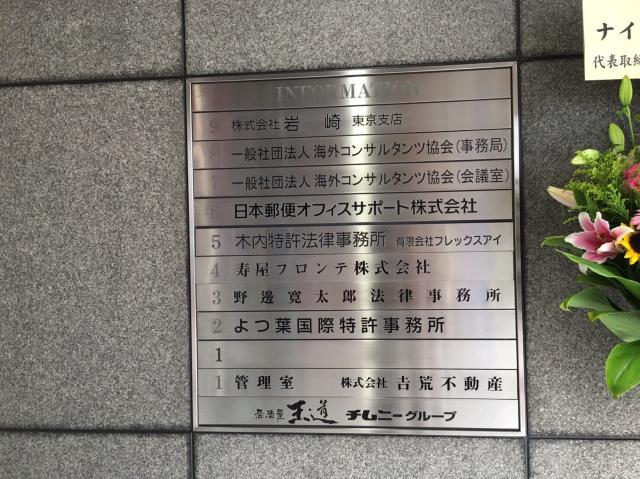 ナイ
代表取締
INFORMATION
9 株式会社 岩崎 東京支店
8 一般社団法人 海外コンサルタンツ協会(事務局)
7 一般社団法人 海外コンサルタンツ協会(会議室)
6 日本郵便オフィスサポート株式会社
5 木内特許法律事務所 有限会社フレックスアイ
4 寿屋フロンテ株式会社
3 野邊寛太郎法律事務所
2 よつ葉国際特許事務所
1
1 管理室 株式会社 吉荒不動産
居酒屋 王道 チムニーグループ